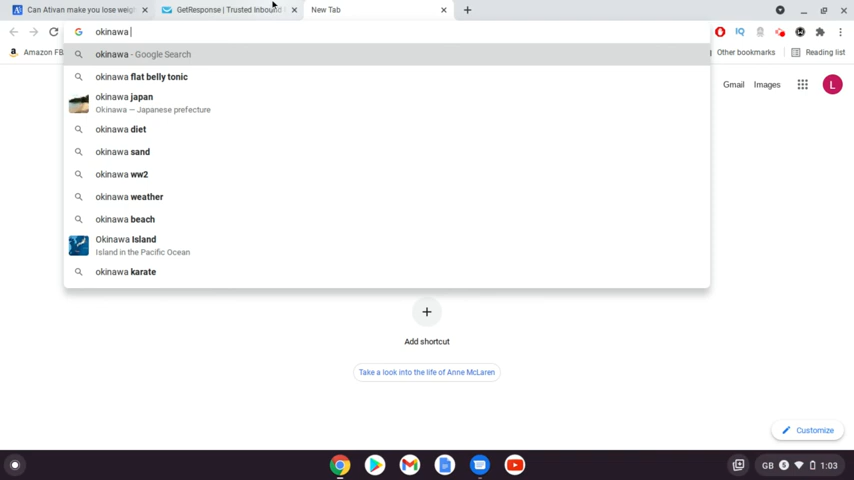 Can Ativan make you lose weigh
GetResponse | Trusted Inbound
New Tab
okinawa
Amazon FB
Other bookmarks
Reading list
okinawa - Google Search
okinawa flat belly tonic
okinawa japan
Okinawa — Japanese prefecture
okinawa diet
okinawa sand
okinawa ww2
okinawa weather
okinawa beach
Okinawa Island
Island in the Pacific Ocean
okinawa karate
Gmail
Images
L
Add shortcut
Take a look into the life of Anne McLaren
Customize
GB
1:03